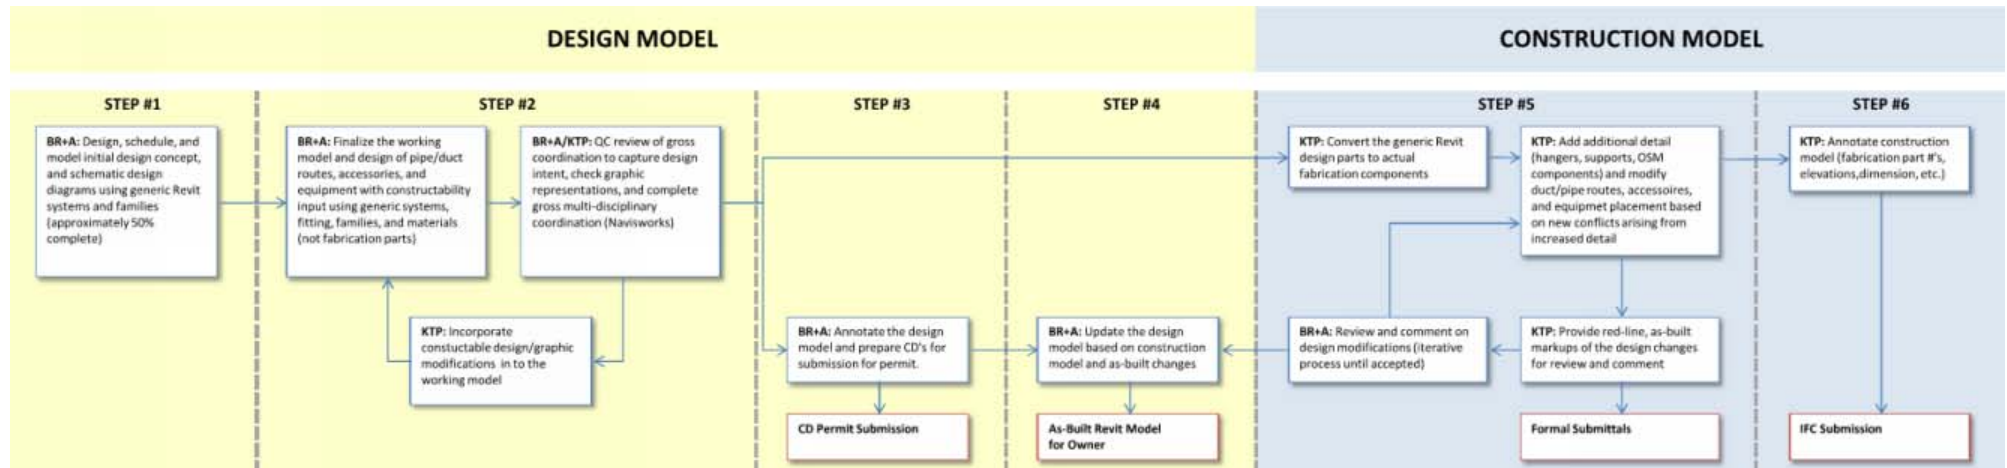 DESIGN MODEL
CONSTRUCTION MODEL
STEP #1
BR+A: Design, schedule, and
model initial design concept,
and schematic design
diagrams using generic Revit
systems and families
(approximately 50%
complete)
STEP #2
BR+A: Finalize the working
model and design of pipe/duct
routes, accessories, and
equipment with constructability
input using generic systems,
fitting, families, and materials
(not fabrication parts)
BR+A/KTP: QC review of gross
coordination to capture design
intent, check graphic
representations, and complete
gross multi-disciplinary
coordination (Navisworks)
KTP: Incorporate
constuctable design/graphic
modifications in to the
working model
STEP #3
BR+A: Annotate the design
model and prepare CD's for
submission for permit.
CD Permit Submission
STEP #4
BR+A: Update the design
model based on construction
model and as-built changes
As-Built Revit Model
for Owner
STEP #5
KTP: Convert the generic Revit
design parts to actual
fabrication components
KTP: Add additional detail
(hangers, supports, OSM
components) and modify
duct/pipe routes, accessoires,
and equipmet placement based
on new conflicts arising from
increased detail
BR+A: Review and comment on
design modifications (iterative
process until accepted)
KTP: Provide red-line, as-built
markups of the design changes
for review and comment
Formal Submittals
STEP #6
KTP: Annotate construction
model (fabrication part #'s,
elevations,dimension, etc.)
IFC Submission